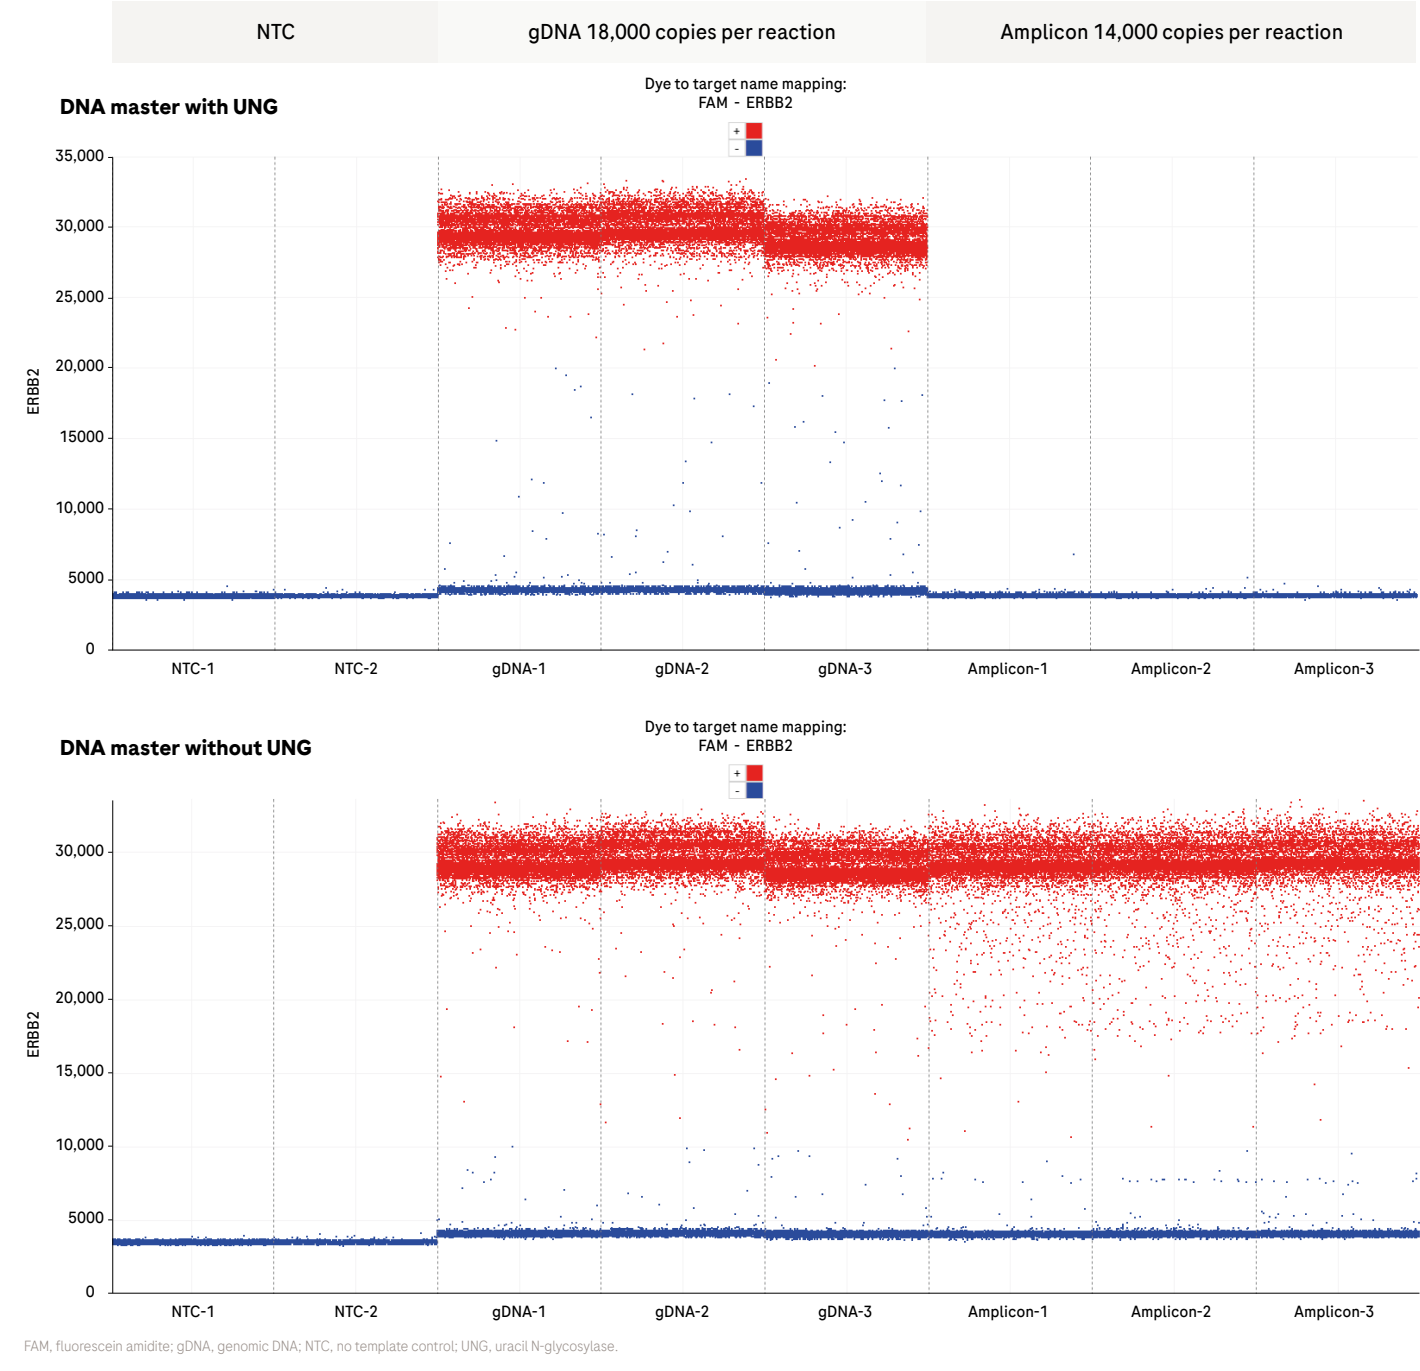 NTC gDNA 18,000 copies per reaction Amplicon 14,000 copies per reaction
Dye to target name mapping:
FAM - ERBB2
DNA master with UNG
+
-
35,000
30,000
25,000
20,000
15000
10,000
5000
0
ERBB2
NTC-1 NTC-2 gDNA-1 gDNA-2 gDNA-3 Amplicon-1 Amplicon-2 Amplicon-3
Dye to target name mapping:
FAM - ERBB2
DNA master without UNG
+
-
30,000
25,000
20,000
15,000
10,000
5000
0
ERBB2
NTC-1 NTC-2 gDNA-1 gDNA-2 gDNA-3 Amplicon-1 Amplicon-2 Amplicon-3
FAM, fluorescein amidite; gDNA, genomic DNA; NTC, no template control; UNG, uracil N-glycosylase.